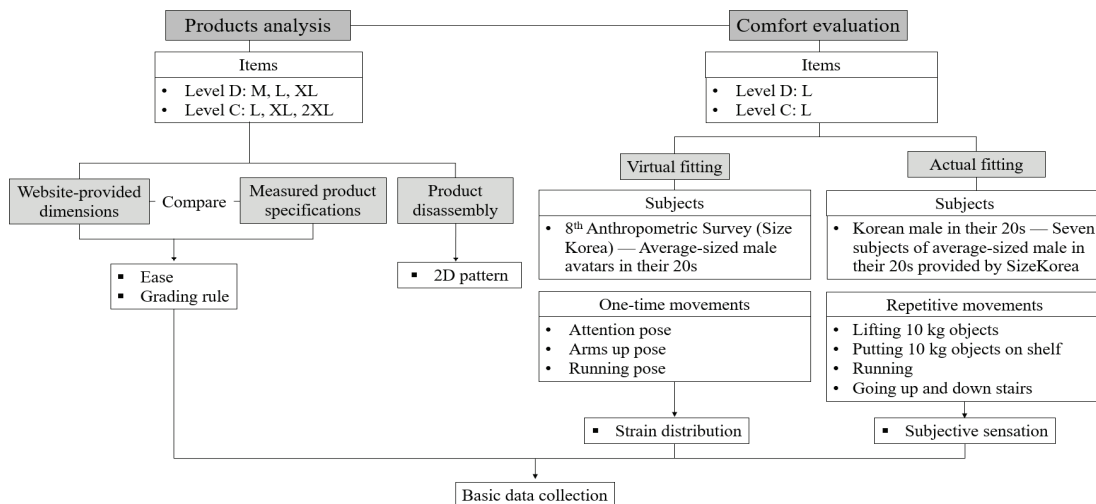 Products analysis
Items
• Level D: M, L, XL
• Level C: L, XL, 2XL
Website-provided
dimensions
Compare
Measured product
specifications
Product
disassembly
▪ Ease
▪ Grading rule
▪ 2D pattern
Comfort evaluation
Items
• Level D: L
• Level C: L
Virtual fitting
Subjects
• 8th Anthropometric Survey (Size
Korea) — Average-sized male
avatars in their 20s
One-time movements
• Attention pose
• Arms up pose
• Running pose
▪ Strain distribution
Actual fitting
Subjects
• Korean male in their 20s — Seven
subjects of average-sized male in
their 20s provided by SizeKorea
Repetitive movements
• Lifting 10 kg objects
• Putting 10 kg objects on shelf
• Running
• Going up and down stairs
▪ Subjective sensation
Basic data collection